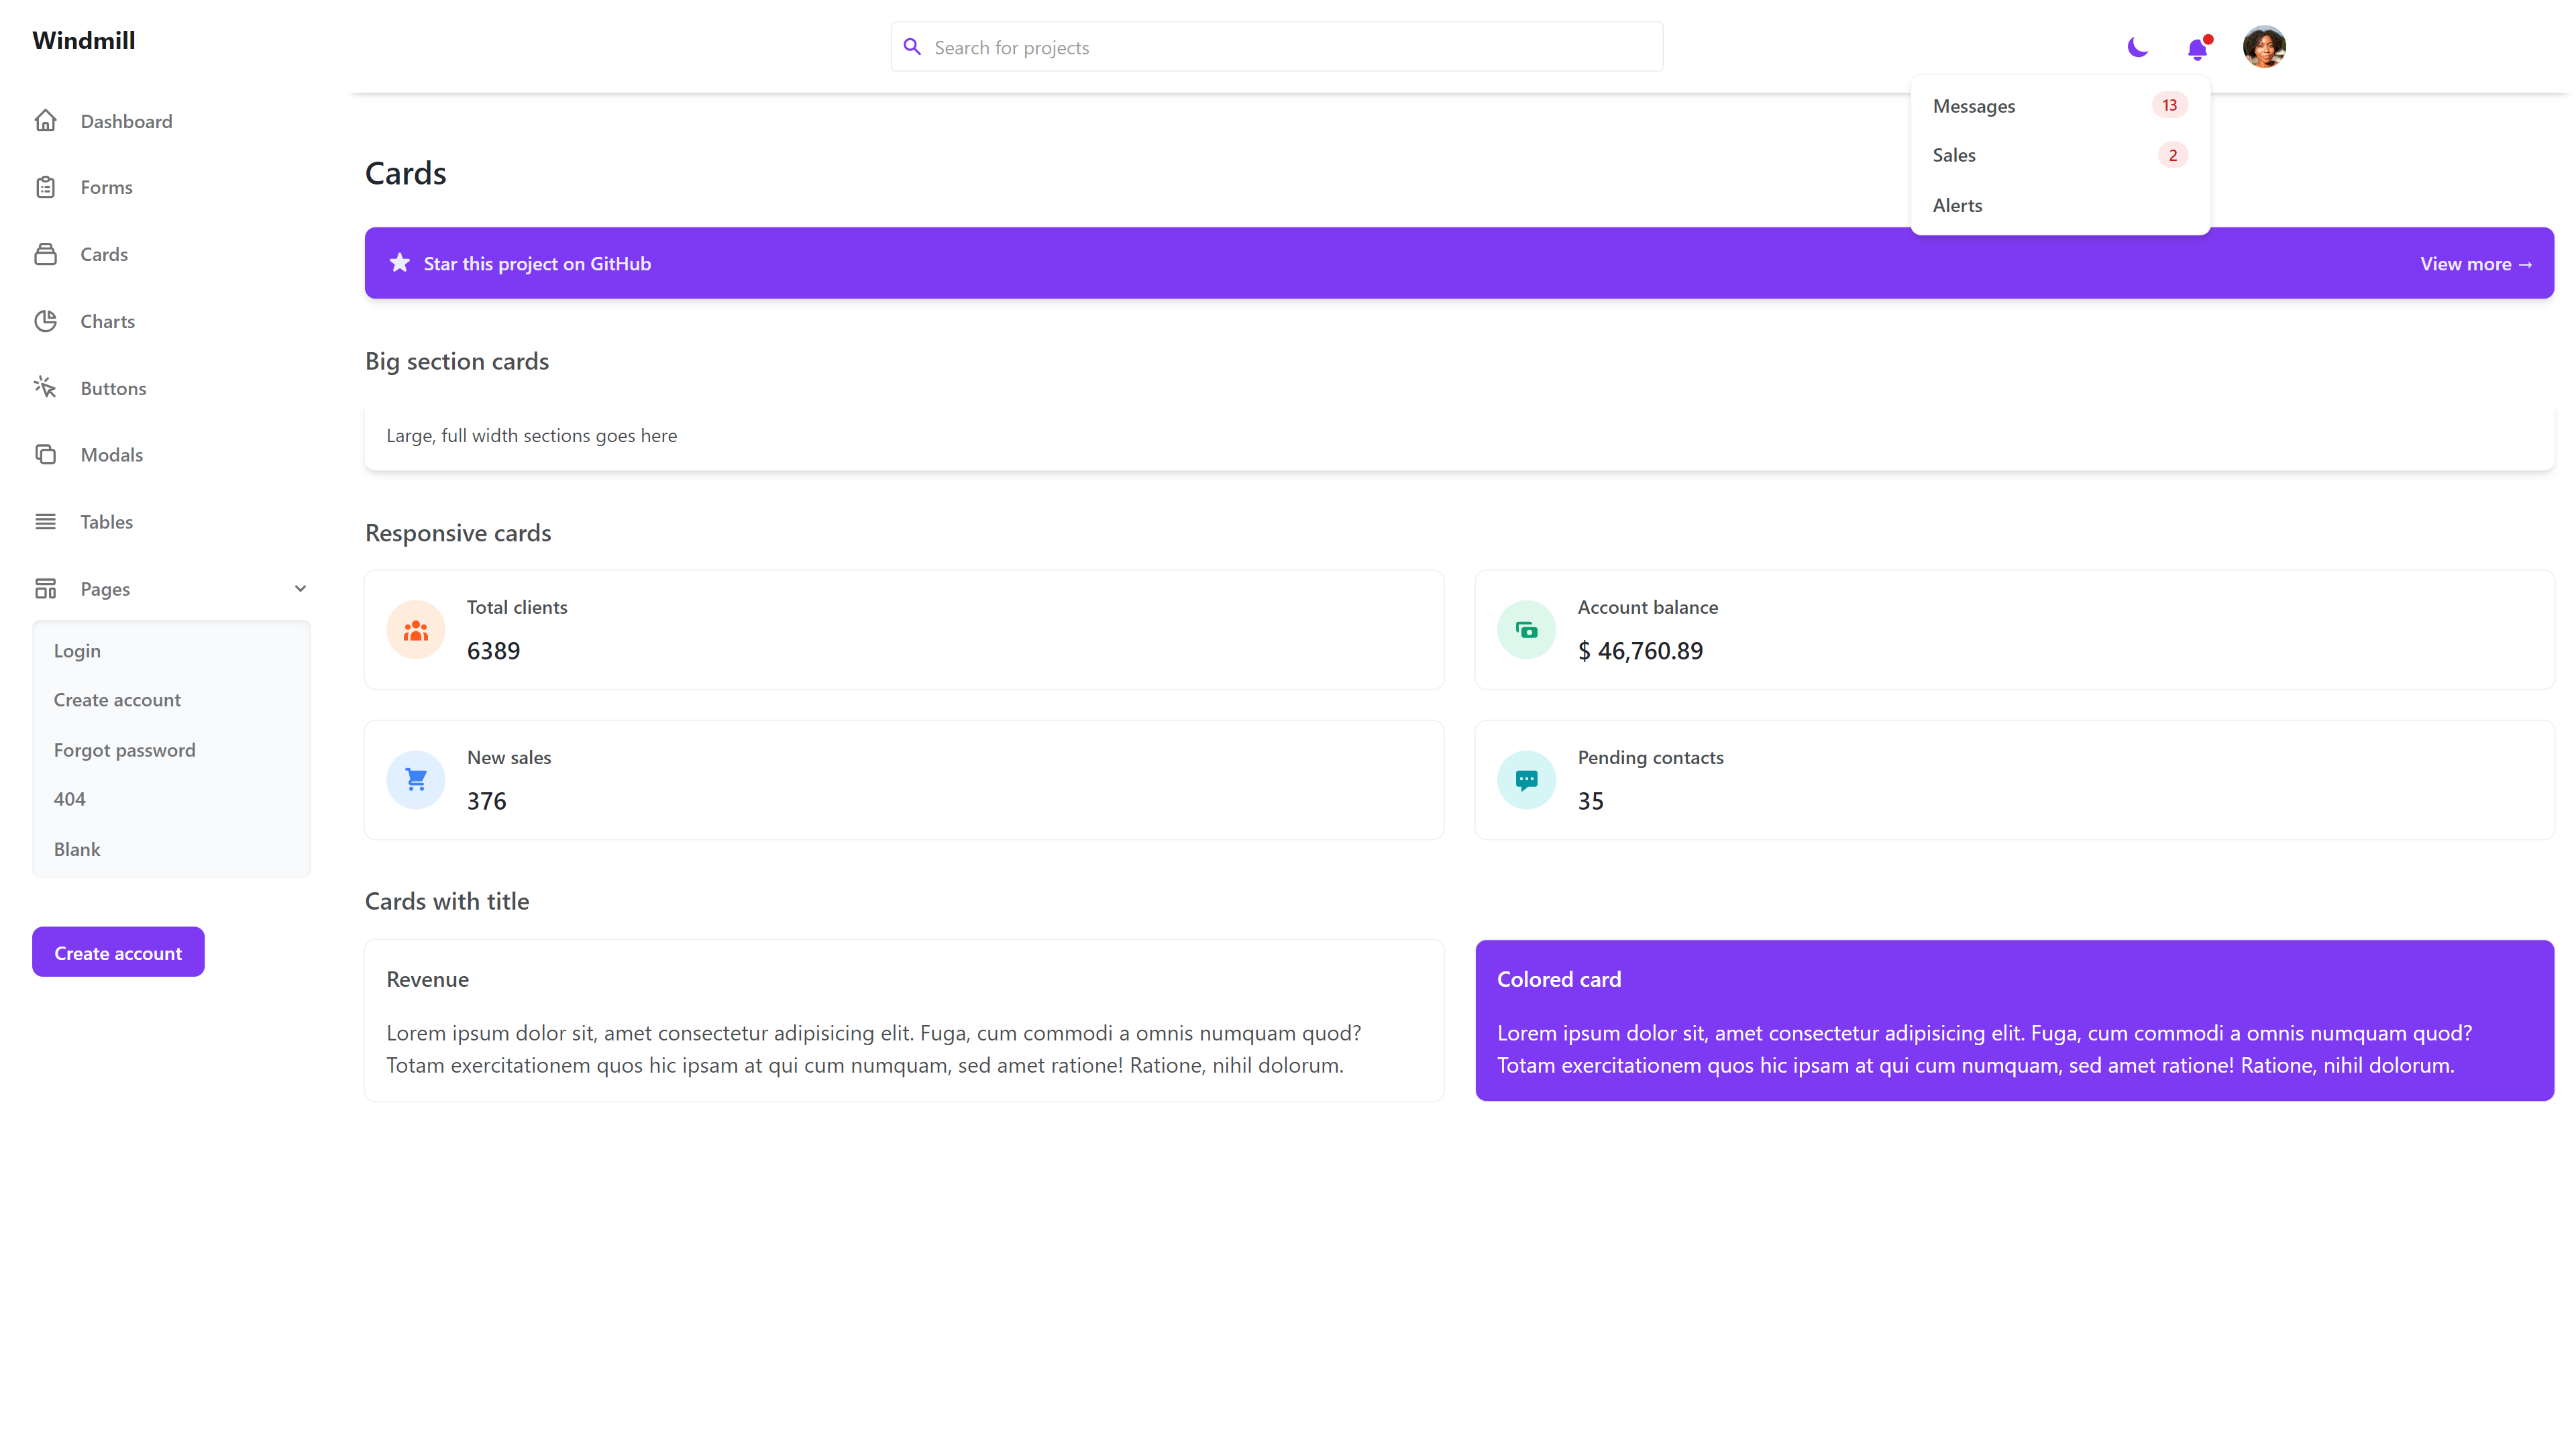 Windmill
Search for projects
Dashboard
Forms
Cards
Charts
Buttons
Modals
Tables
Pages
Login
Create account
Forgot password
404
Blank
Create account
Messages 13
Sales 2
Alerts
Cards
Star this project on GitHub
View more →
Big section cards
Large, full width sections goes here
Responsive cards
Total clients
6389
Account balance
$ 46,760.89
New sales
376
Pending contacts
35
Cards with title
Revenue
Lorem ipsum dolor sit, amet consectetur adipisicing elit. Fuga, cum commodi a omnis numquam quod?
Totam exercitationem quos hic ipsam at qui cum numquam, sed amet ratione! Ratione, nihil dolorum.
Colored card
Lorem ipsum dolor sit, amet consectetur adipisicing elit. Fuga, cum commodi a omnis numquam quod?
Totam exercitationem quos hic ipsam at qui cum numquam, sed amet ratione! Ratione, nihil dolorum.